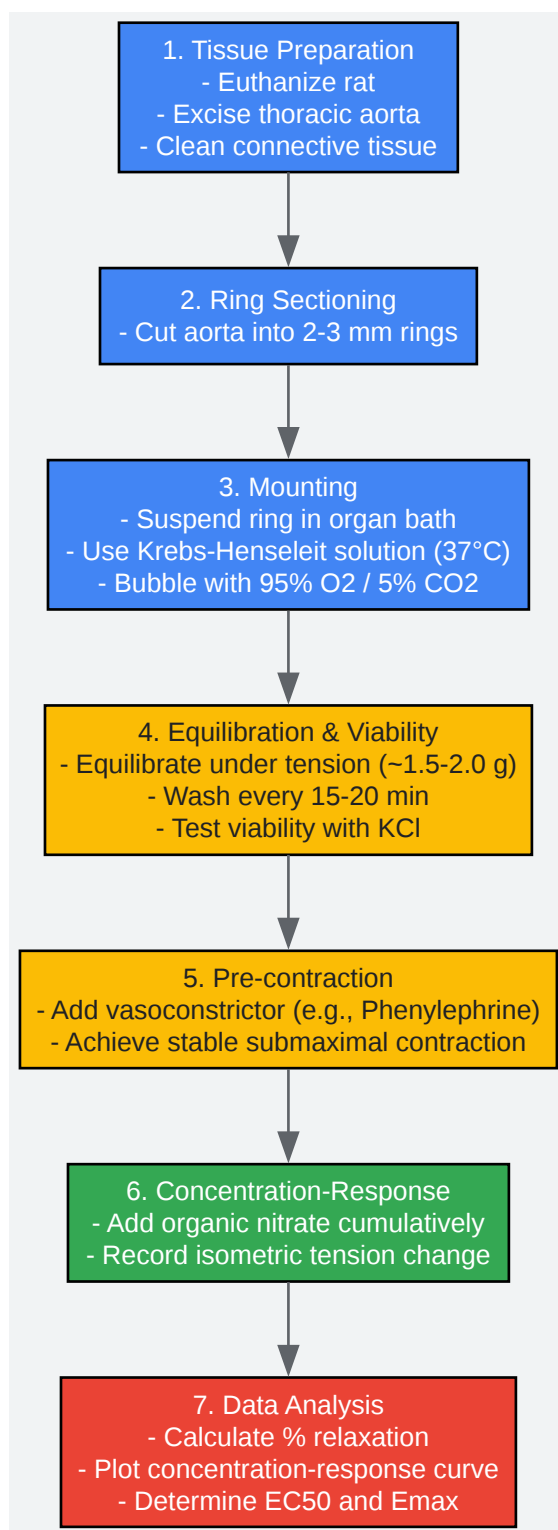 1. Tissue Preparation
- Euthanize rat
- Excise thoracic aorta
- Clean connective tissue
2. Ring Sectioning
- Cut aorta into 2-3 mm rings
3. Mounting
- Suspend ring in organ bath
- Use Krebs-Henseleit solution (37°C)
- Bubble with 95% O2 / 5% CO2
4. Equilibration & Viability
- Equilibrate under tension (~1.5-2.0 g)
- Wash every 15-20 min
- Test viability with KCl
5. Pre-contraction
- Add vasoconstrictor (e.g., Phenylephrine)
- Achieve stable submaximal contraction
6. Concentration-Response
- Add organic nitrate cumulatively
- Record isometric tension change
7. Data Analysis
- Calculate % relaxation
- Plot concentration-response curve
- Determine EC50 and Emax